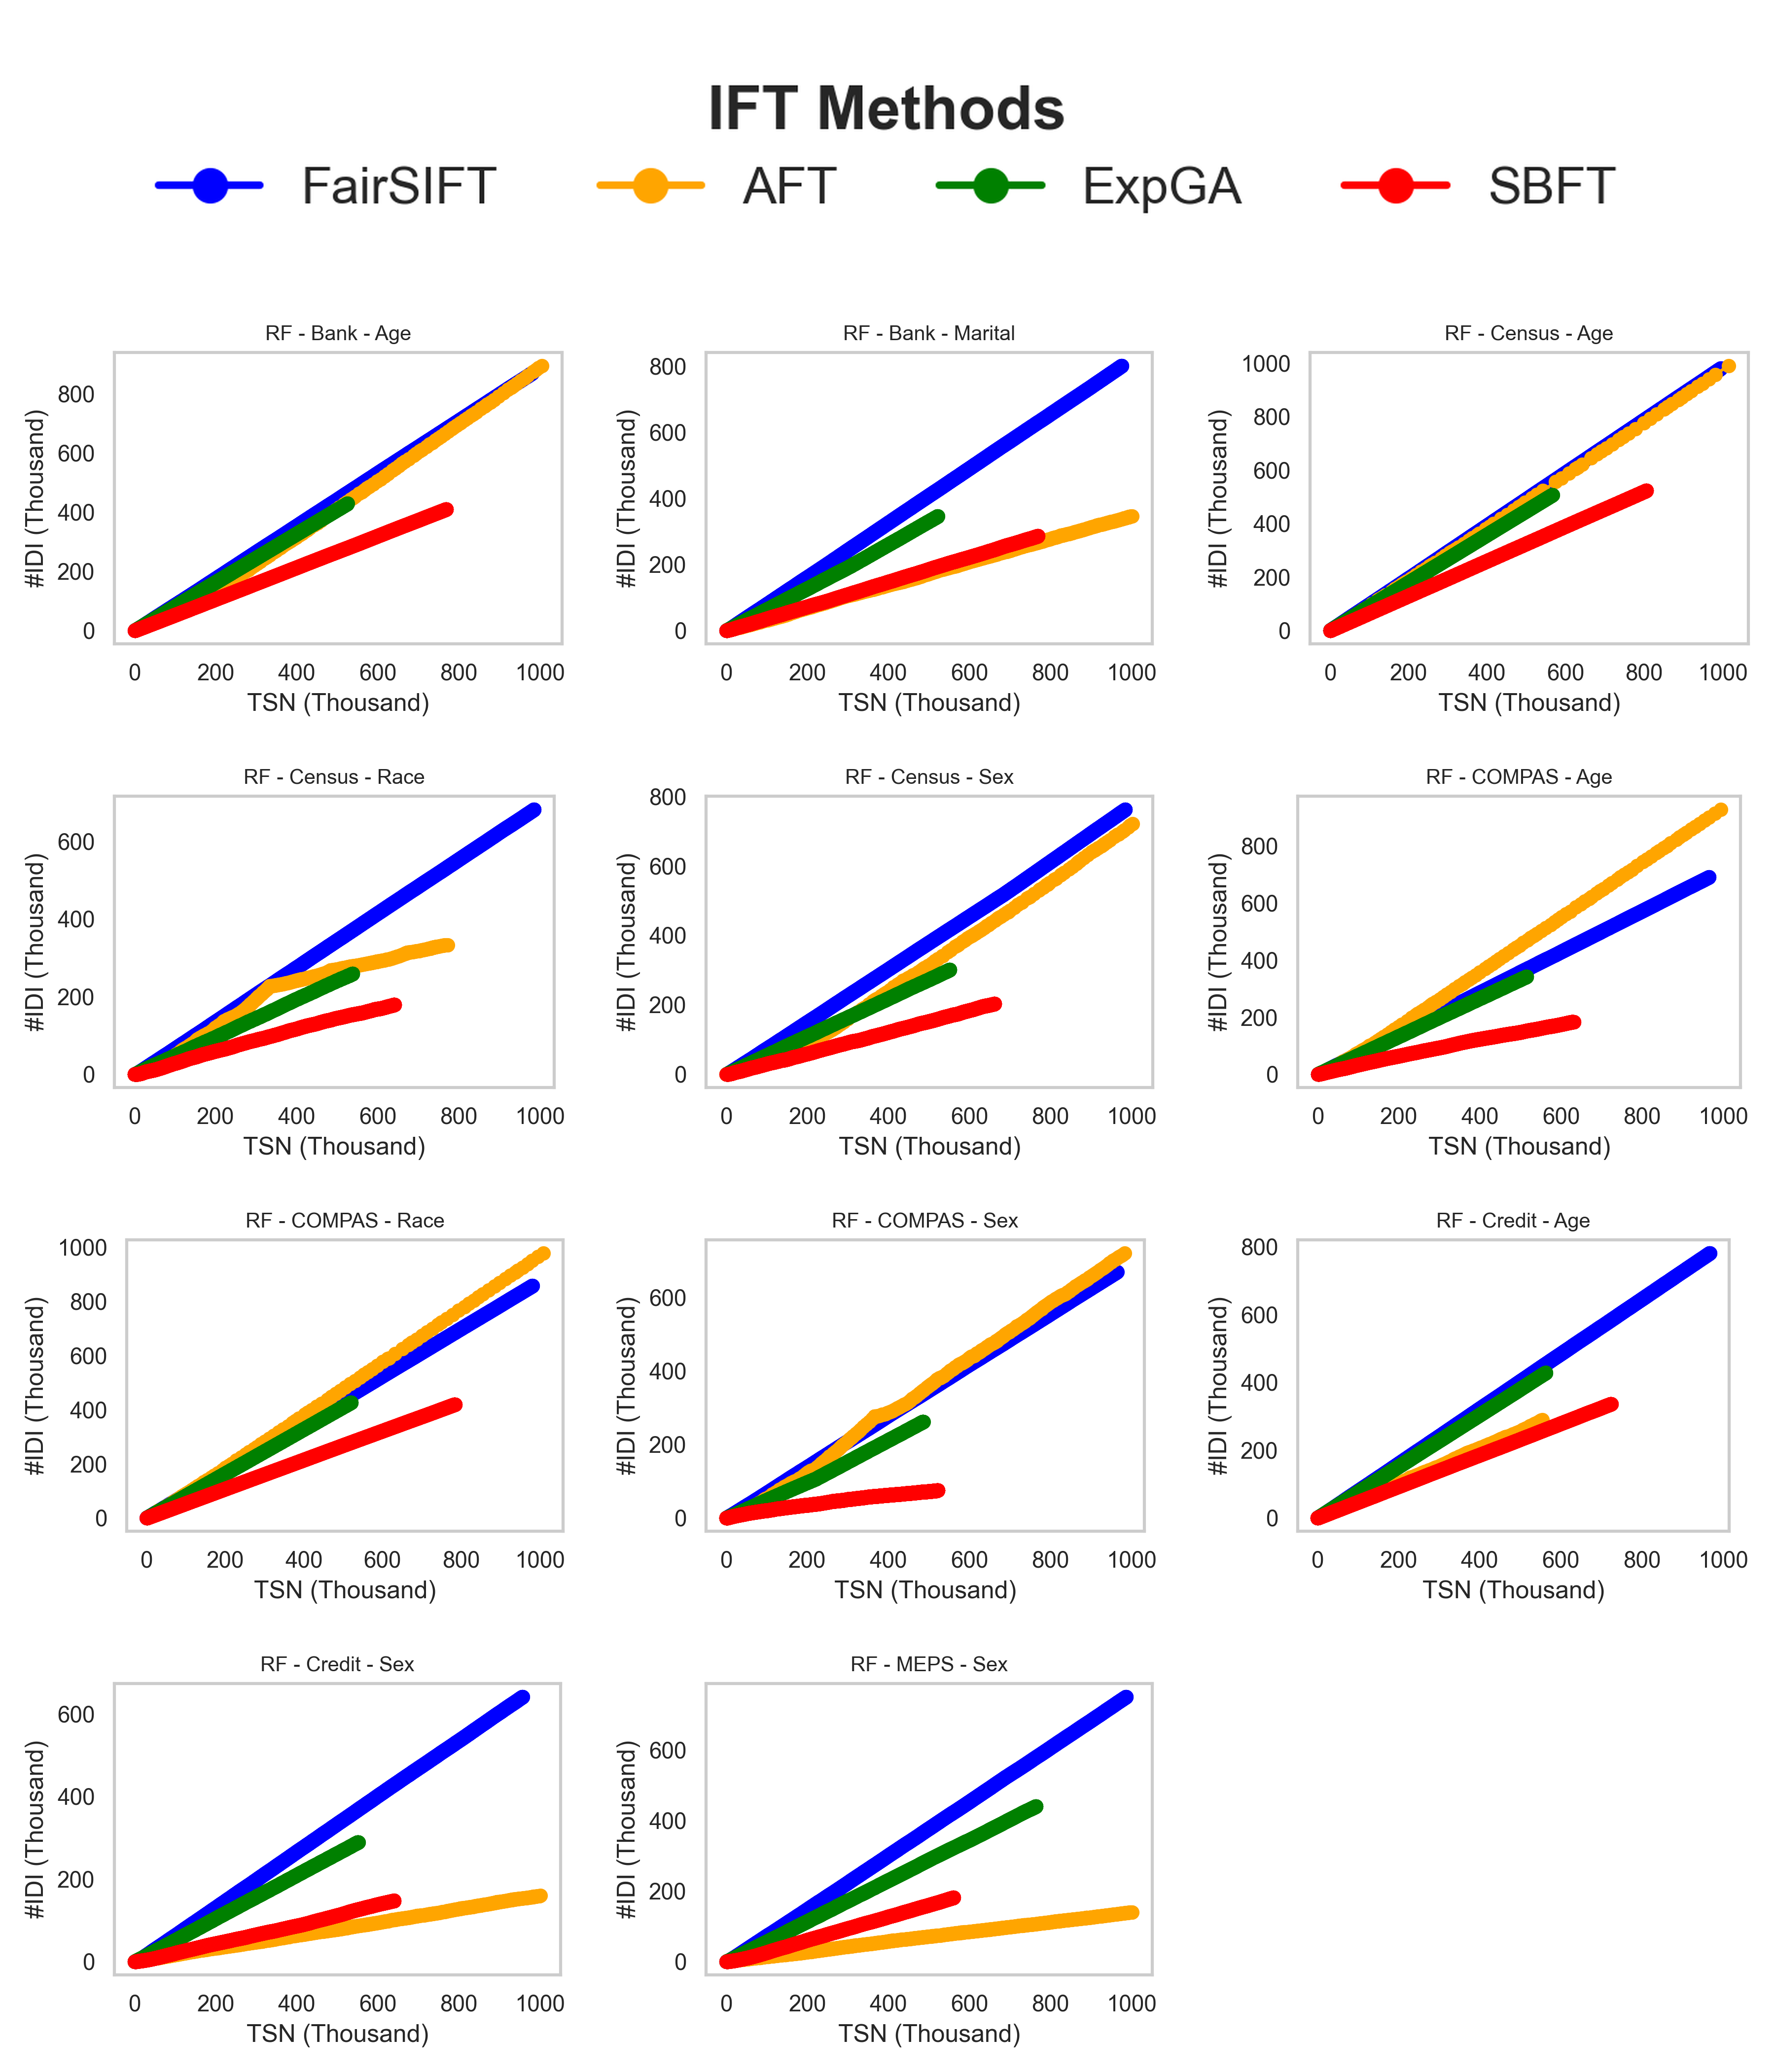 IFT Methods
FairSIFT AFT ExpGA SBFT
RF - Bank - Age
#IDI (Thousand)
800
600
400
200
0
0 200 400 600 800 1000
TSN (Thousand)
RF - Bank - Marital
#IDI (Thousand)
800
600
400
200
0
0 200 400 600 800 1000
TSN (Thousand)
RF - Census - Age
#IDI (Thousand)
1000
800
600
400
200
0
0 200 400 600 800 1000
TSN (Thousand)
RF - Census - Race
#IDI (Thousand)
600
400
200
0
0 200 400 600 800 1000
TSN (Thousand)
RF - Census - Sex
#IDI (Thousand)
800
600
400
200
0
0 200 400 600 800 1000
TSN (Thousand)
RF - COMPAS - Age
#IDI (Thousand)
800
600
400
200
0
0 200 400 600 800 1000
TSN (Thousand)
RF - COMPAS - Race
#IDI (Thousand)
1000
800
600
400
200
0
0 200 400 600 800 1000
TSN (Thousand)
RF - COMPAS - Sex
#IDI (Thousand)
600
400
200
0
0 200 400 600 800 1000
TSN (Thousand)
RF - Credit - Age
#IDI (Thousand)
800
600
400
200
0
0 200 400 600 800 1000
TSN (Thousand)
RF - Credit - Sex
#IDI (Thousand)
600
400
200
0
0 200 400 600 800 1000
TSN (Thousand)
RF - MEPS - Sex
#IDI (Thousand)
600
400
200
0
0 200 400 600 800 1000
TSN (Thousand)